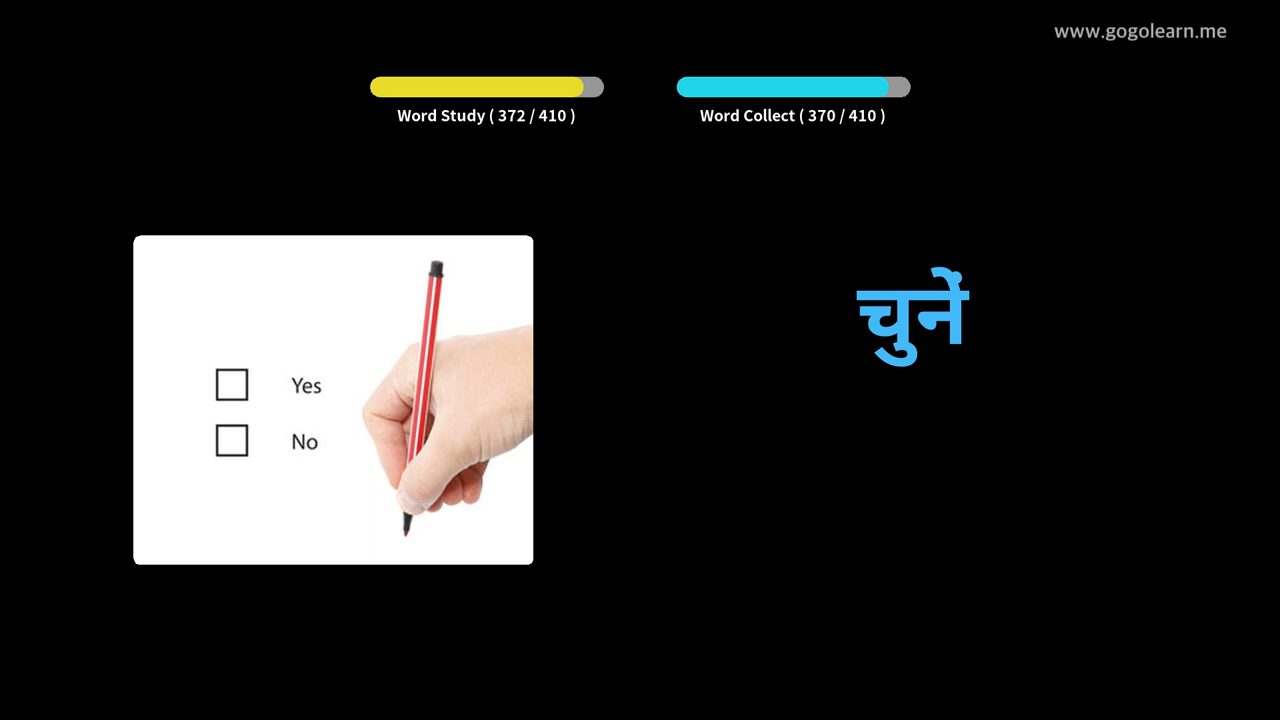 www.gogolearn.me
Word Study ( 372 / 410 )
Word Collect ( 370 / 410 )
चुनें
Yes
No